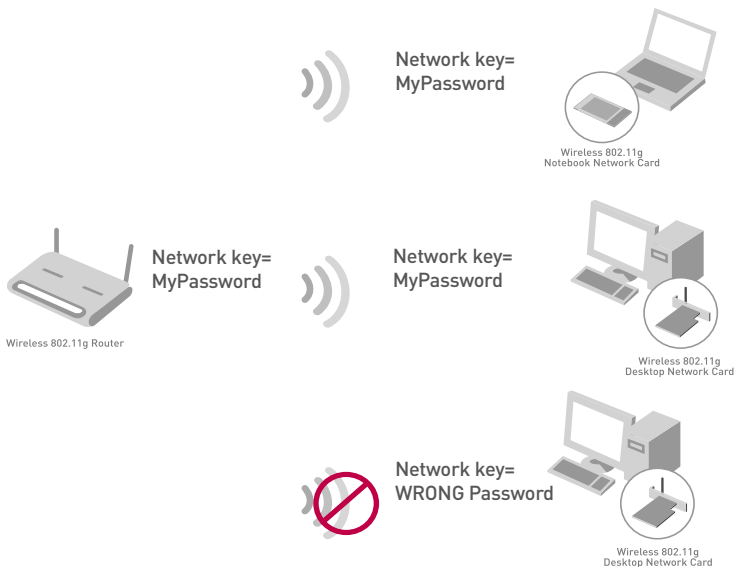 Network key=
MyPassword
Wireless 802.11g
Notebook Network Card
Network key=
MyPassword
Wireless 802.11g Router
Network key=
MyPassword
Wireless 802.11g
Desktop Network Card
Network key=
WRONG Password
Wireless 802.11g
Desktop Network Card